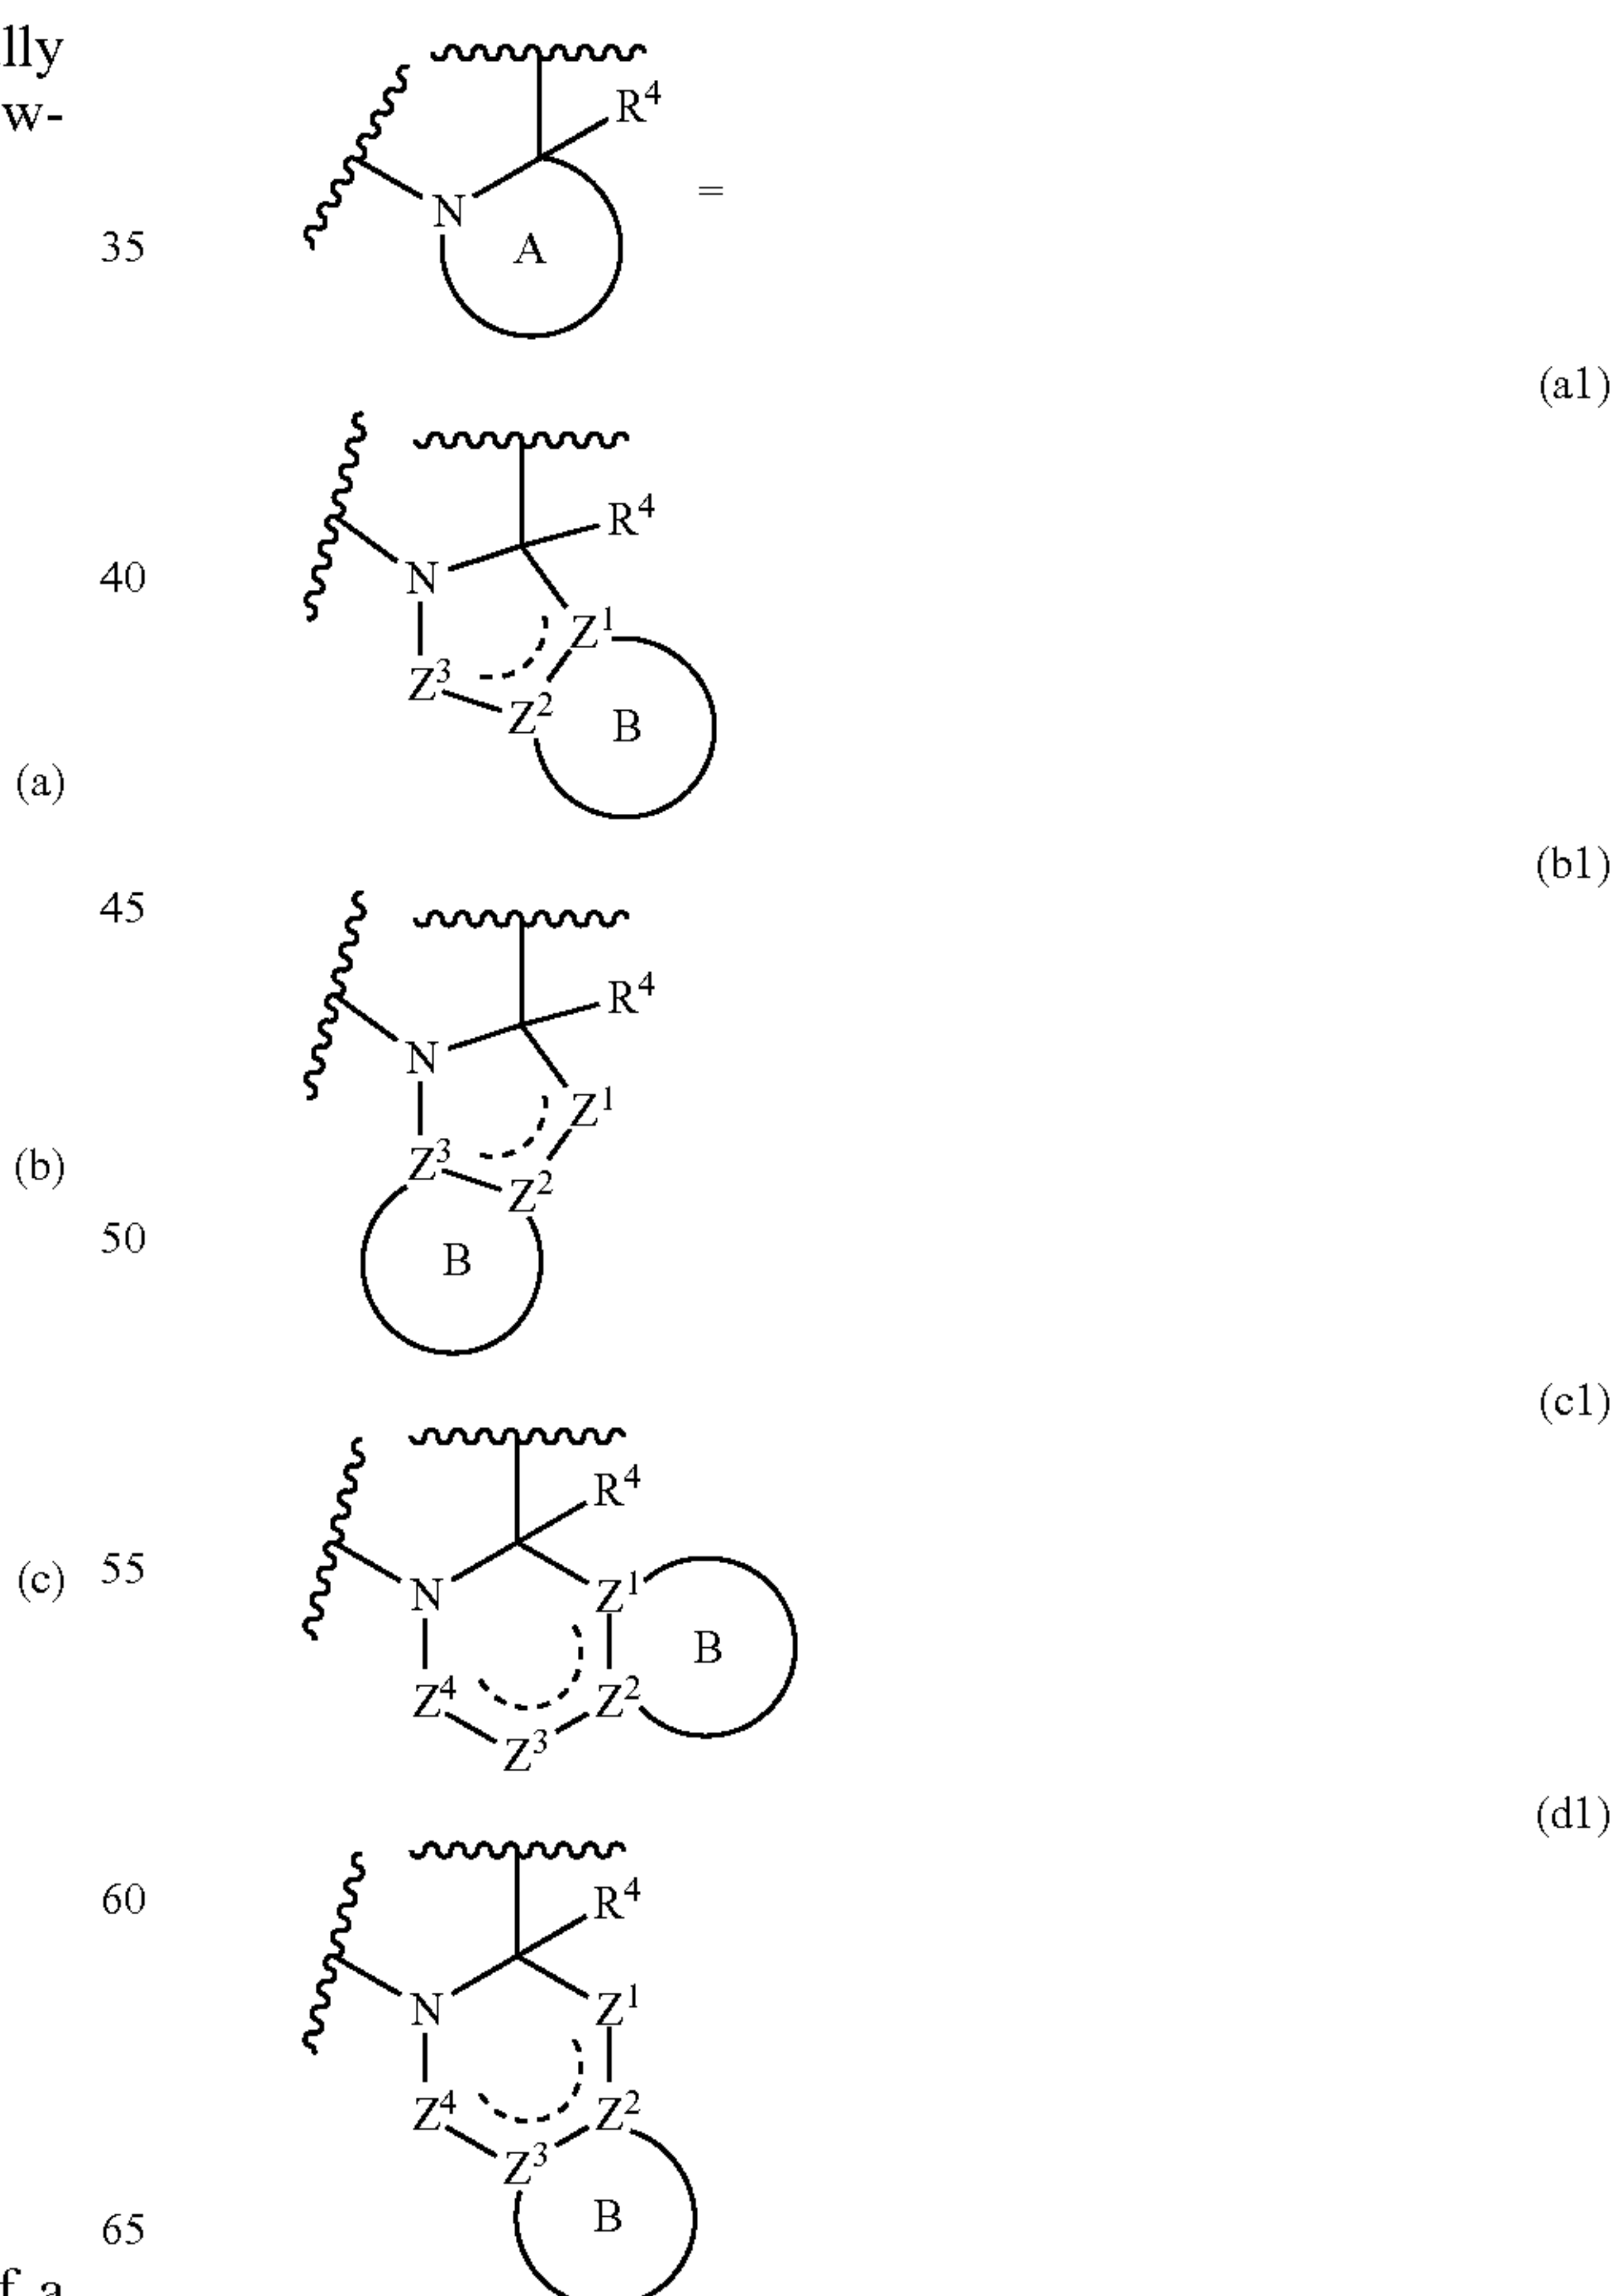 lly
w-
R⁴
N
A
=
35
(a1)
R⁴
N
40
Z¹
Z³
Z²
B
(a)
(b1)
45
R⁴
N
Z¹
Z³
(b)
Z²
50
B
(c1)
R⁴
(c)
55
N
Z¹
B
Z⁴
Z²
Z³
(d1)
60
R⁴
N
Z¹
Z⁴
Z²
Z³
B
65
f a